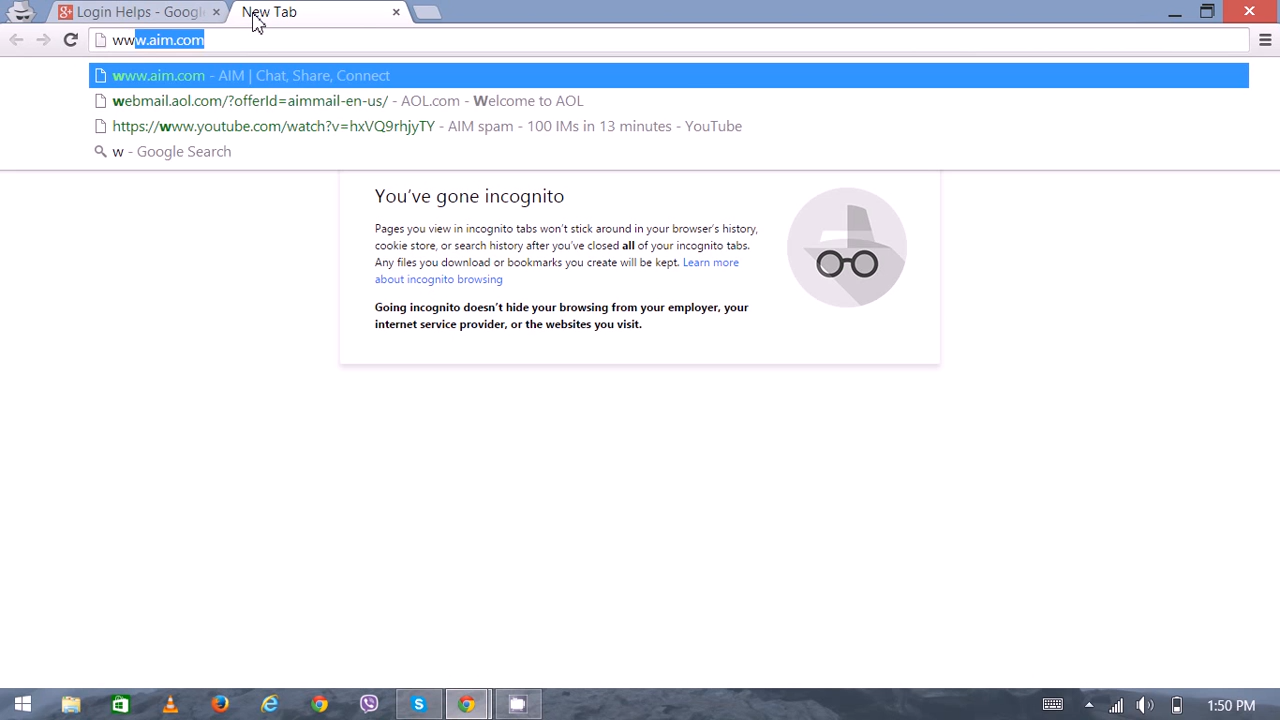 Login Helps - Googl
New Tab
www.aim.com
www.aim.com - AIM | Chat, Share, Connect
webmail.aol.com/?offerId=aimmail-en-us/ - AOL.com - Welcome to AOL
https://www.youtube.com/watch?v=hxVQ9rhjyTY - AIM spam - 100 IMs in 13 minutes - YouTube
w - Google Search
You've gone incognito
Pages you view in incognito tabs won't stick around in your browser's history,
cookie store, or search history after you've closed all of your incognito tabs.
Any files you download or bookmarks you create will be kept. Learn more
about incognito browsing
Going incognito doesn't hide your browsing from your employer, your
internet service provider, or the websites you visit.
1:50 PM